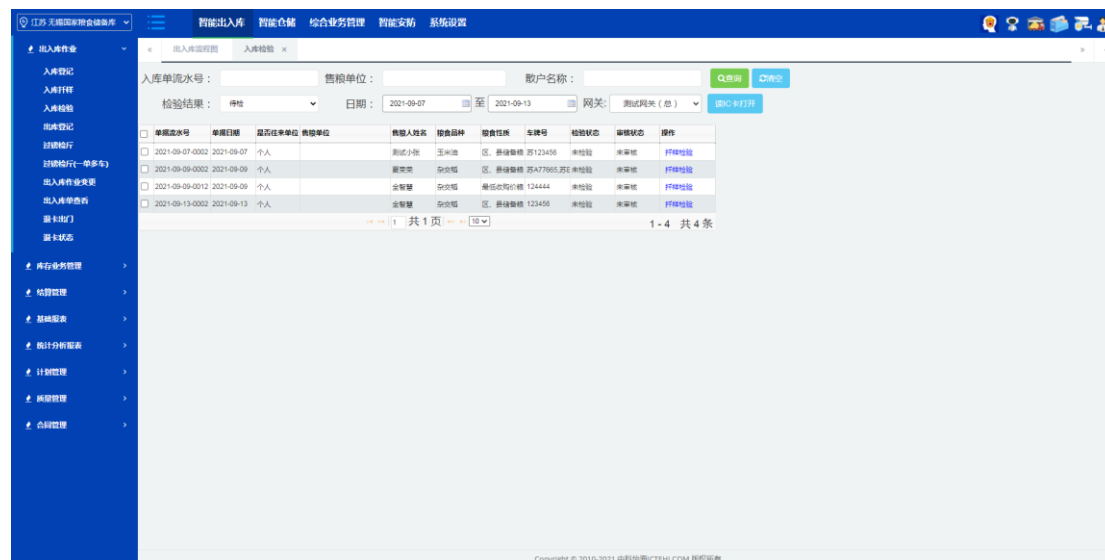 江苏 无锡国家粮食储备库
智能出入库 智能仓储 综合业务管理 智能安防 系统设置
出入库作业
入库登记
入库扦样
入库检验
出库登记
过磅检斤
过磅检斤(一单多车)
出入库作业变更
出入库单查看
退卡出门
退卡状态
库存业务管理
结算管理
基础报表
统计分析报表
计划管理
质量管理
合同管理
« 出入库流程图 入库检验 × »
入库单流水号： 售粮单位： 散户名称： 查询 清空
检验结果： 待检 日期： 2021-09-07 至 2021-09-13 网关: 测试网关（总） 读IC卡打开
单据流水号 单据日期 是否往来单位 售粮单位 售粮人姓名 粮食品种 粮食性质 车牌号 检验状态 审核状态 操作
2021-09-07-0002 2021-09-07 个人 测试小张 玉米油 区、县储备粮 苏123456 未检验 未审核 扦样检验
2021-09-09-0002 2021-09-09 个人 夏荣荣 杂交稻 区、县储备粮 苏A77665,苏E 未检验 未审核 扦样检验
2021-09-09-0012 2021-09-09 个人 金智慧 杂交稻 最低收购价粮 124444 未检验 未审核 扦样检验
2021-09-13-0002 2021-09-13 个人 金智慧 杂交稻 区、县储备粮 123456 未检验 未审核 扦样检验
1 共 1 页 10 1 - 4 共 4 条
Copyright © 2010-2021